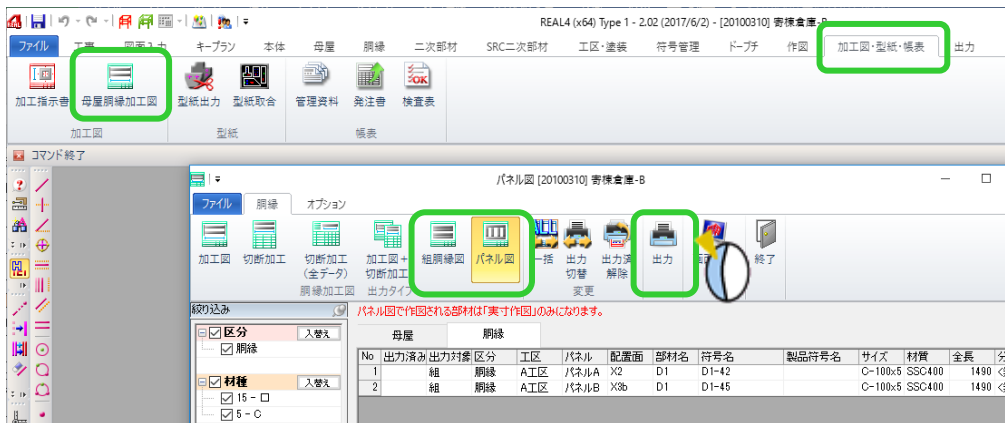 REAL4 (x64) Type 1 - 2.02 (2017/6/2) - [20100310] 寄棟倉庫-B
ファイル 工事 図面入力 キープラン 本体 母屋 胴縁 二次部材 SRC二次部材 工区・塗装 符号管理 ドープチ 作図 加工図・型紙・帳表 出力
加工指示書 母屋胴縁加工図 型紙出力 型紙取合 管理資料 発注書 検査表
加工図 型紙 帳表
コマンド終了
パネル図 [20100310] 寄棟倉庫-B
ファイル 胴縁 オプション
加工図 切断加工 切断加工 加工図+ 組胴縁図 パネル図 一括 出力 出力済 出力 終了
(全データ) 切断加工 切替 解除
胴縁加工図 出力タイプ 変更
絞り込み パネル図で作図される部材は「実寸作図」のみになります。
区分 入替え 母屋 胴縁
胴縁 No 出力済み 出力対象 区分 工区 パネル 配置面 部材名 符号名 製品符号名 サイズ 材質 全長
1 組 胴縁 A工区 パネルA X2 D1 D1-42 C-100x5 SSC400 1490
材種 入替え 2 組 胴縁 A工区 パネルB X3b D1 D1-45 C-100x5 SSC400 1490
15 - ロ
5 - C